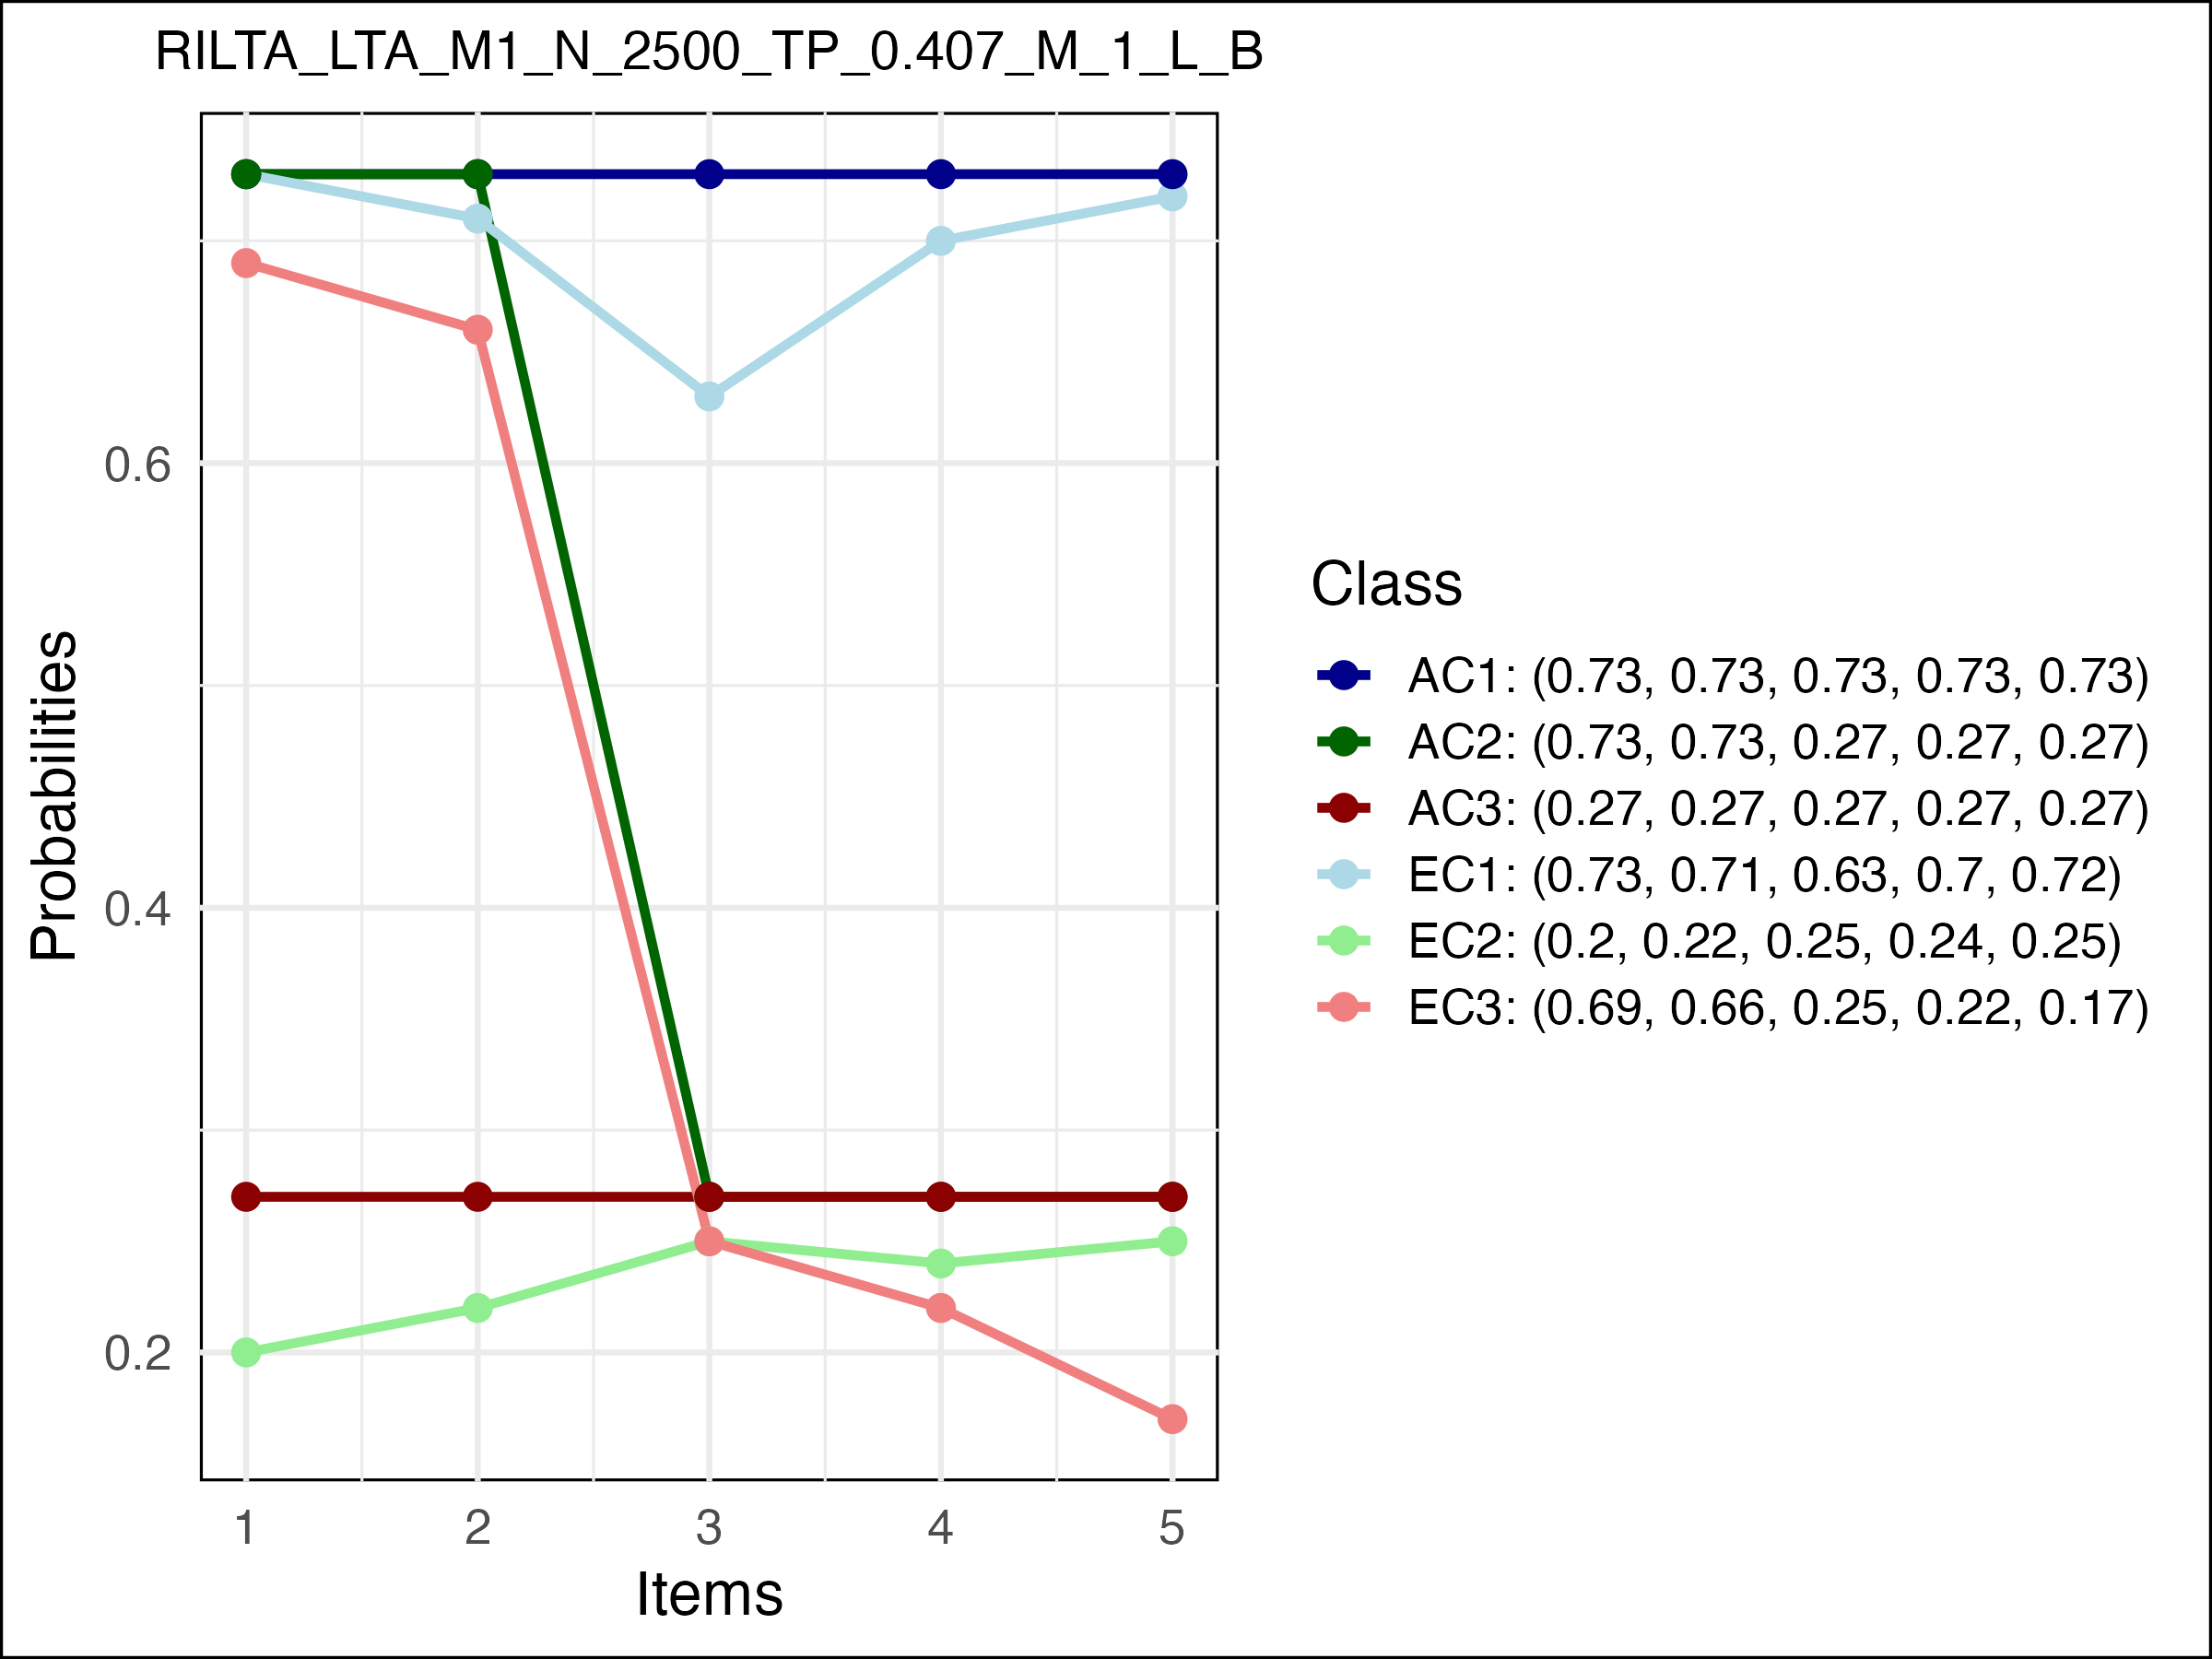 RILTA_LTA_M1_N_2500_TP_0.407_M_1_L_B
Probabilities
0.6
0.4
0.2
1 2 3 4 5
Items
Class
AC1: (0.73, 0.73, 0.73, 0.73, 0.73)
AC2: (0.73, 0.73, 0.27, 0.27, 0.27)
AC3: (0.27, 0.27, 0.27, 0.27, 0.27)
EC1: (0.73, 0.71, 0.63, 0.7, 0.72)
EC2: (0.2, 0.22, 0.25, 0.24, 0.25)
EC3: (0.69, 0.66, 0.25, 0.22, 0.17)